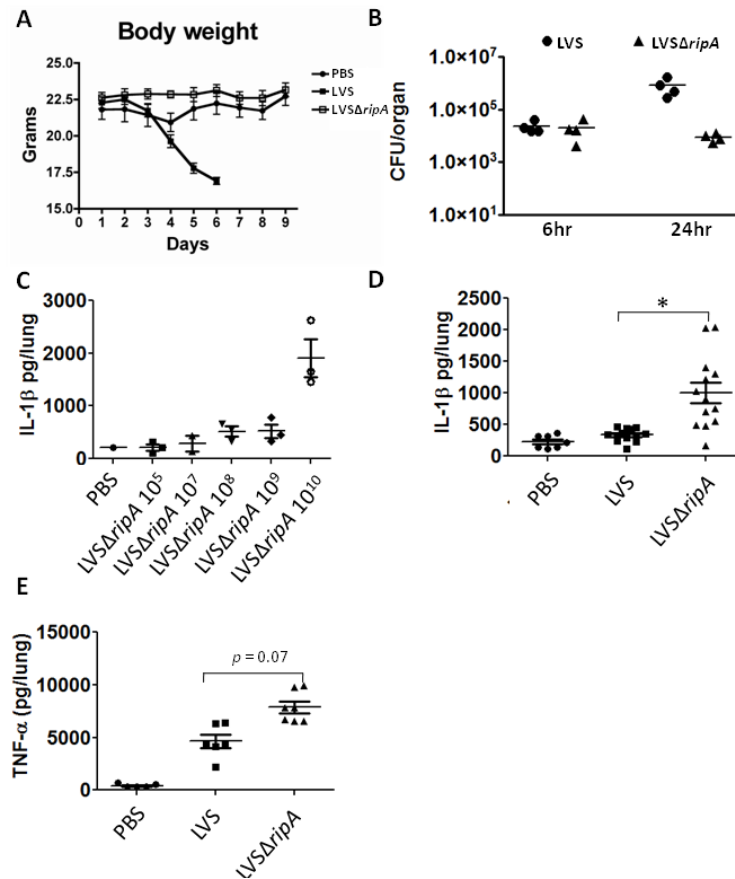 A
Body weight
PBS
LVS
LVSΔripA
25.0
22.5
20.0
17.5
15.0
Grams
1 2 3 4 5 6 7 8 9
Days
B
LVS LVSΔripA
1.0×10⁷
1.0×10⁵
1.0×10³
1.0×10¹
CFU/organ
6hr 24hr
C
3000
2000
1000
0
IL-1β pg/lung
PBS
LVSΔripA 10⁵
LVSΔripA 10⁷
LVSΔripA 10⁸
LVSΔripA 10⁹
LVSΔripA 10¹⁰
D
2500
2000
1500
1000
500
0
IL-1β pg/lung
*
PBS
LVS
LVSΔripA
E
15000
10000
5000
0
TNF-α (pg/lung)
p = 0.07
PBS
LVS
LVSΔripA